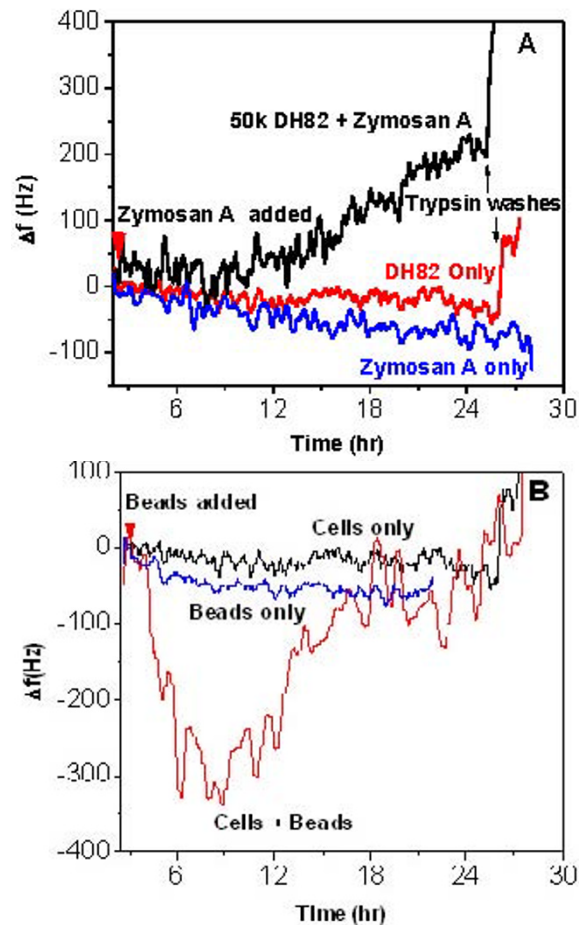 400
A
300
50k DH82 + Zymosan A
200
Δf (Hz)
Trypsin washes
100
Zymosan A added
DH82 Only
0
-100
Zymosan A only
6 12 18 24 30
Time (hr)
100
B
Beads added
Cells only
0
Beads only
-100
Δf(Hz)
-200
-300
Cells + Beads
-400
6 12 18 24 30
Time (hr)